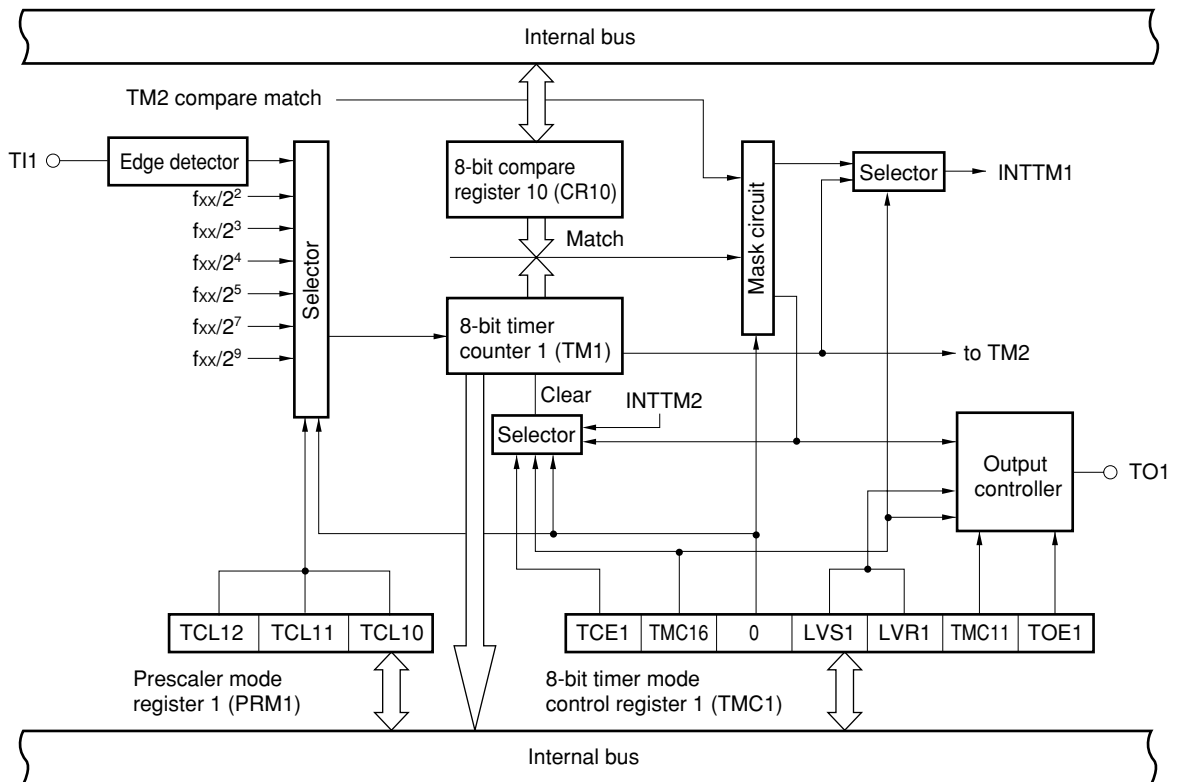 Internal bus
TM2 compare match
TI1
Edge detector
fxx/2²
fxx/2³
fxx/2⁴
fxx/2⁵
fxx/2⁷
fxx/2⁹
Selector
8-bit compare
register 10 (CR10)
Match
8-bit timer
counter 1 (TM1)
Clear
INTTM2
Selector
Mask circuit
Selector
INTTM1
to TM2
Output
controller
TO1
TCL12 TCL11 TCL10
Prescaler mode
register 1 (PRM1)
TCE1 TMC16 0 LVS1 LVR1 TMC11 TOE1
8-bit timer mode
control register 1 (TMC1)
Internal bus